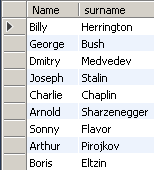 Name surname
Billy Herrington
George Bush
Dmitry Medvedev
Joseph Stalin
Charlie Chaplin
Arnold Sharzenegger
Sonny Flavor
Arthur Pirojkov
Boris Eltzin